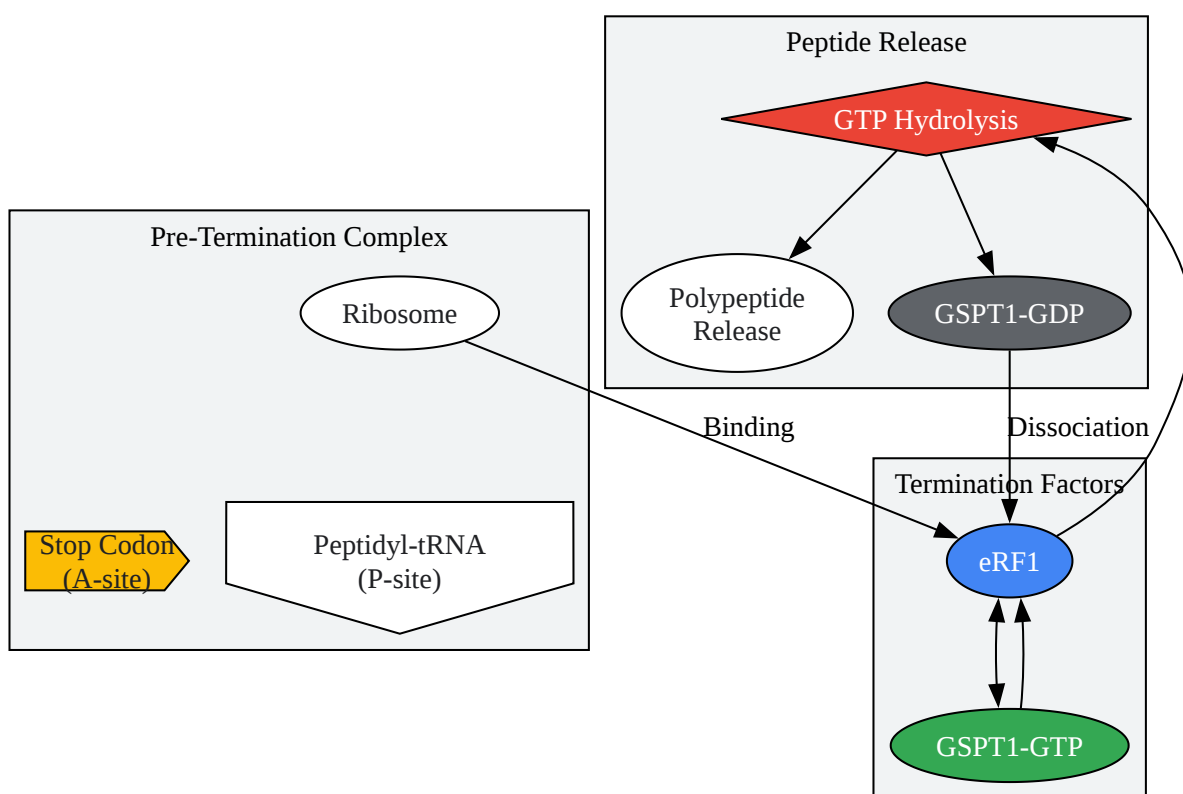 Peptide Release
GTP Hydrolysis
Polypeptide
Release
GSPT1-GDP
Pre-Termination Complex
Ribosome
Stop Codon
(A-site)
Peptidyl-tRNA
(P-site)
Binding
Dissociation
Termination Factors
eRF1
GSPT1-GTP